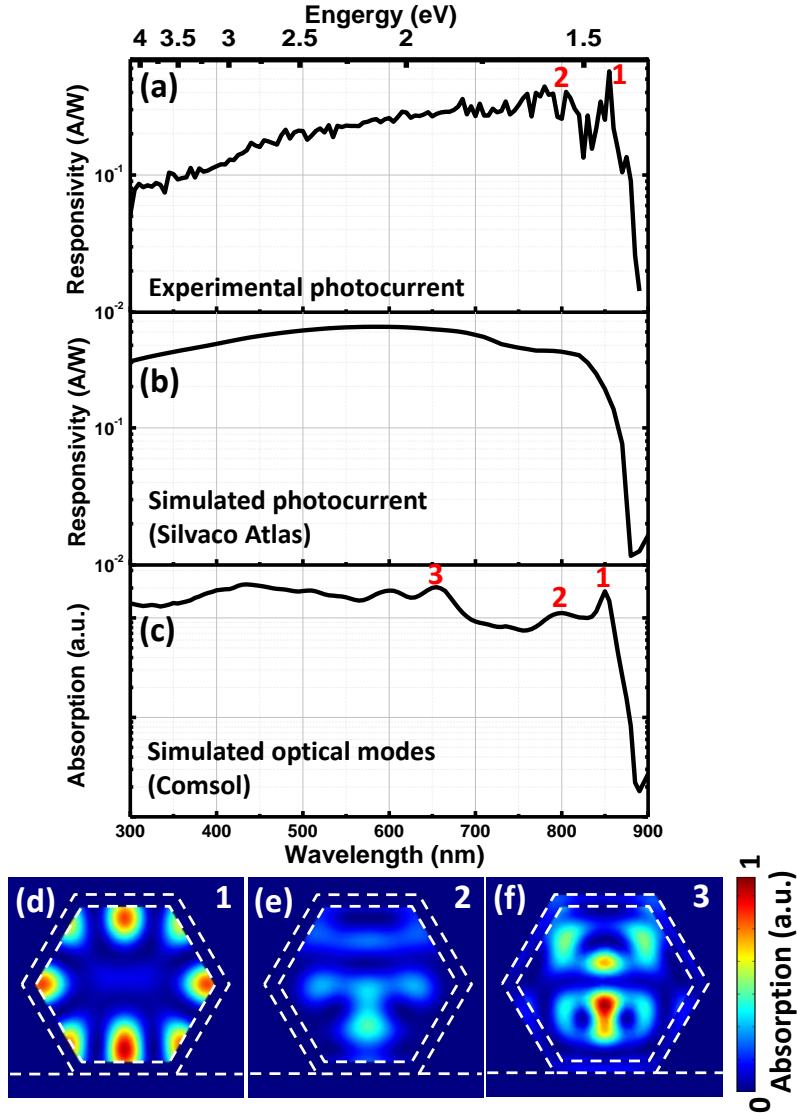 Engergy (eV)
4 3.5 3 2.5 2 1.5
(a)
2 1
Responsivity (A/W)
10-1
Experimental photocurrent
10-2
(b)
Responsivity (A/W)
10-1
Simulated photocurrent
(Silvaco Atlas)
10-2
3 2 1
(c)
Absorption (a.u.)
Simulated optical modes
(Comsol)
300 400 500 600 700 800 900
Wavelength (nm)
(d) 1
(e) 2
(f) 3
1
Absorption (a.u.)
0